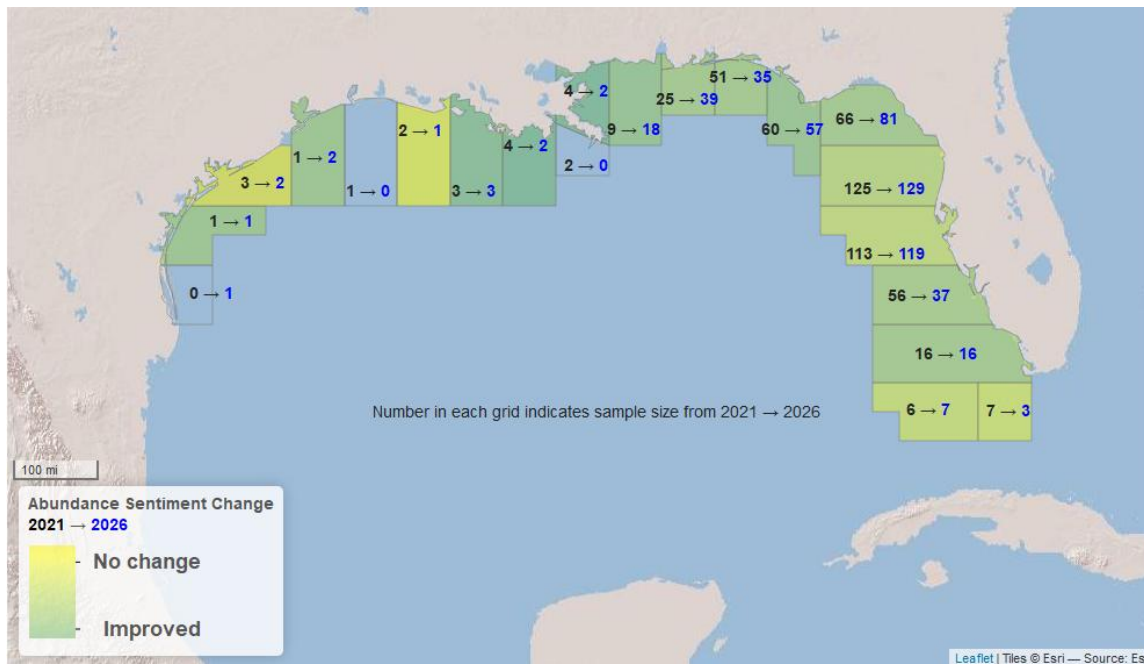 51 → 35
4 → 2
25 → 39
66 → 81
2 → 1
9 → 18
60 → 57
1 → 2
4 → 2
2 → 0
3 → 2
1 → 0
3 → 3
125 → 129
1 → 1
113 → 119
0 → 1
56 → 37
16 → 16
Number in each grid indicates sample size from 2021 → 2026
6 → 7
7 → 3
100 mi
Abundance Sentiment Change
2021 → 2026
No change
Improved
Leaflet | Tiles © Esri — Source: Es